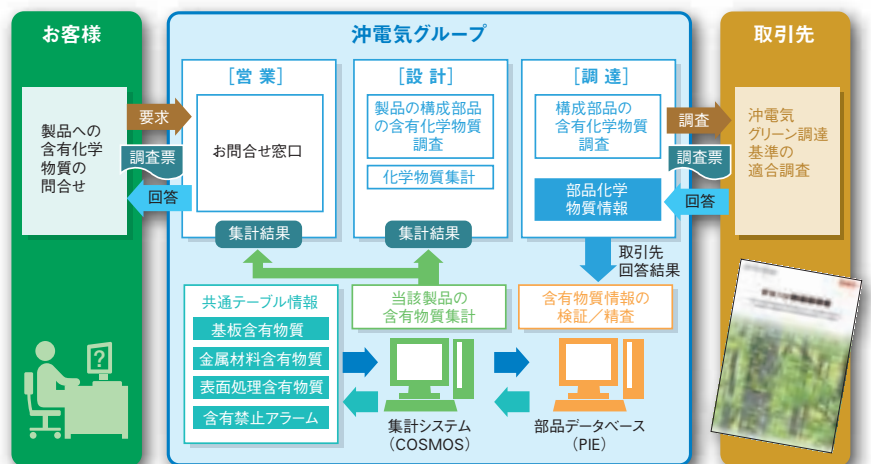 お客様
製品への
含有化学
物質の
問合せ
要求
調査票
回答
?
沖電気グループ
[営業]
お問合せ窓口
集計結果
[設計]
製品の構成部品
の含有化学物質
調査
化学物質集計
集計結果
[調達]
構成部品の
含有化学物質
調査
部品化学
物質情報
取引先
回答結果
調査
調査票
回答
取引先
沖電気
グリーン調達
基準の
適合調査
共通テーブル情報
基板含有物質
金属材料含有物質
表面処理含有物質
含有禁止アラーム
当該製品の
含有物質集計
集計システム
(COSMOS)
含有物質情報の
検証/精査
部品データベース
(PIE)